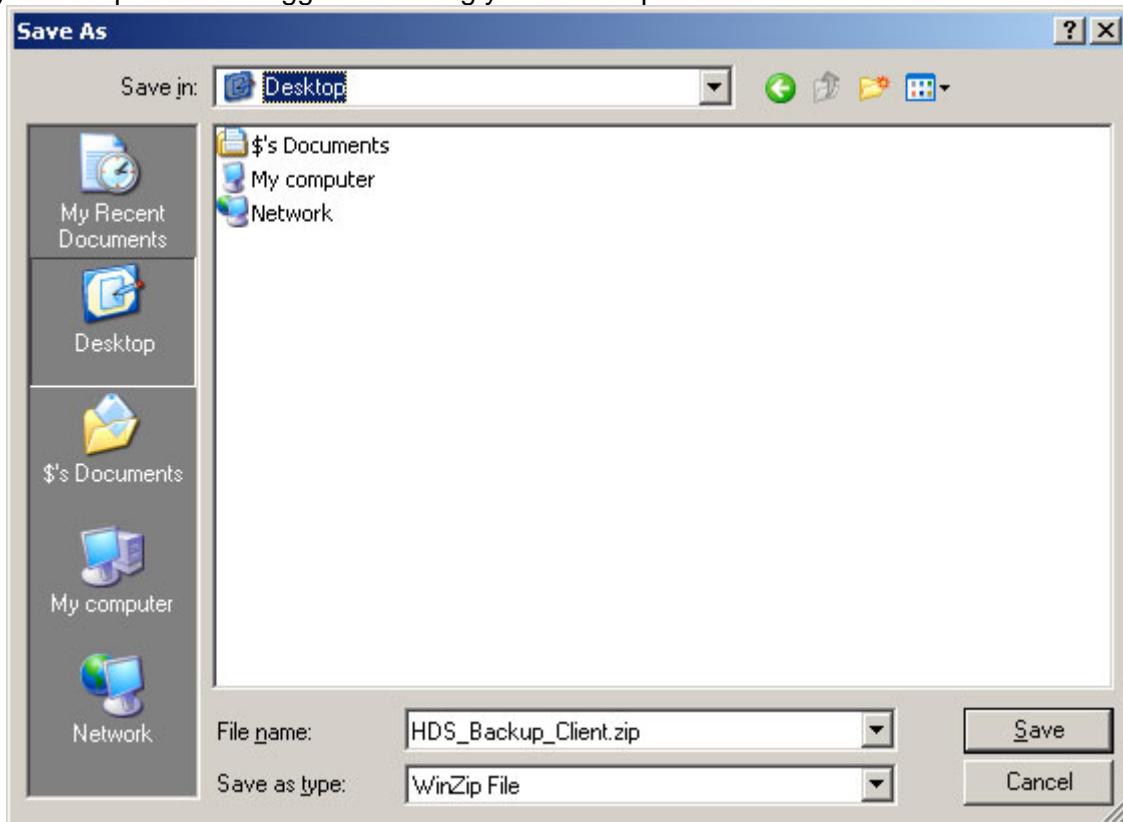 Save As
Save in:
Desktop
My Recent
Documents
Desktop
$'s Documents
My computer
Network
$'s Documents
My computer
Network
File name:
HDS_Backup_Client.zip
Save
Save as type:
WinZip File
Cancel